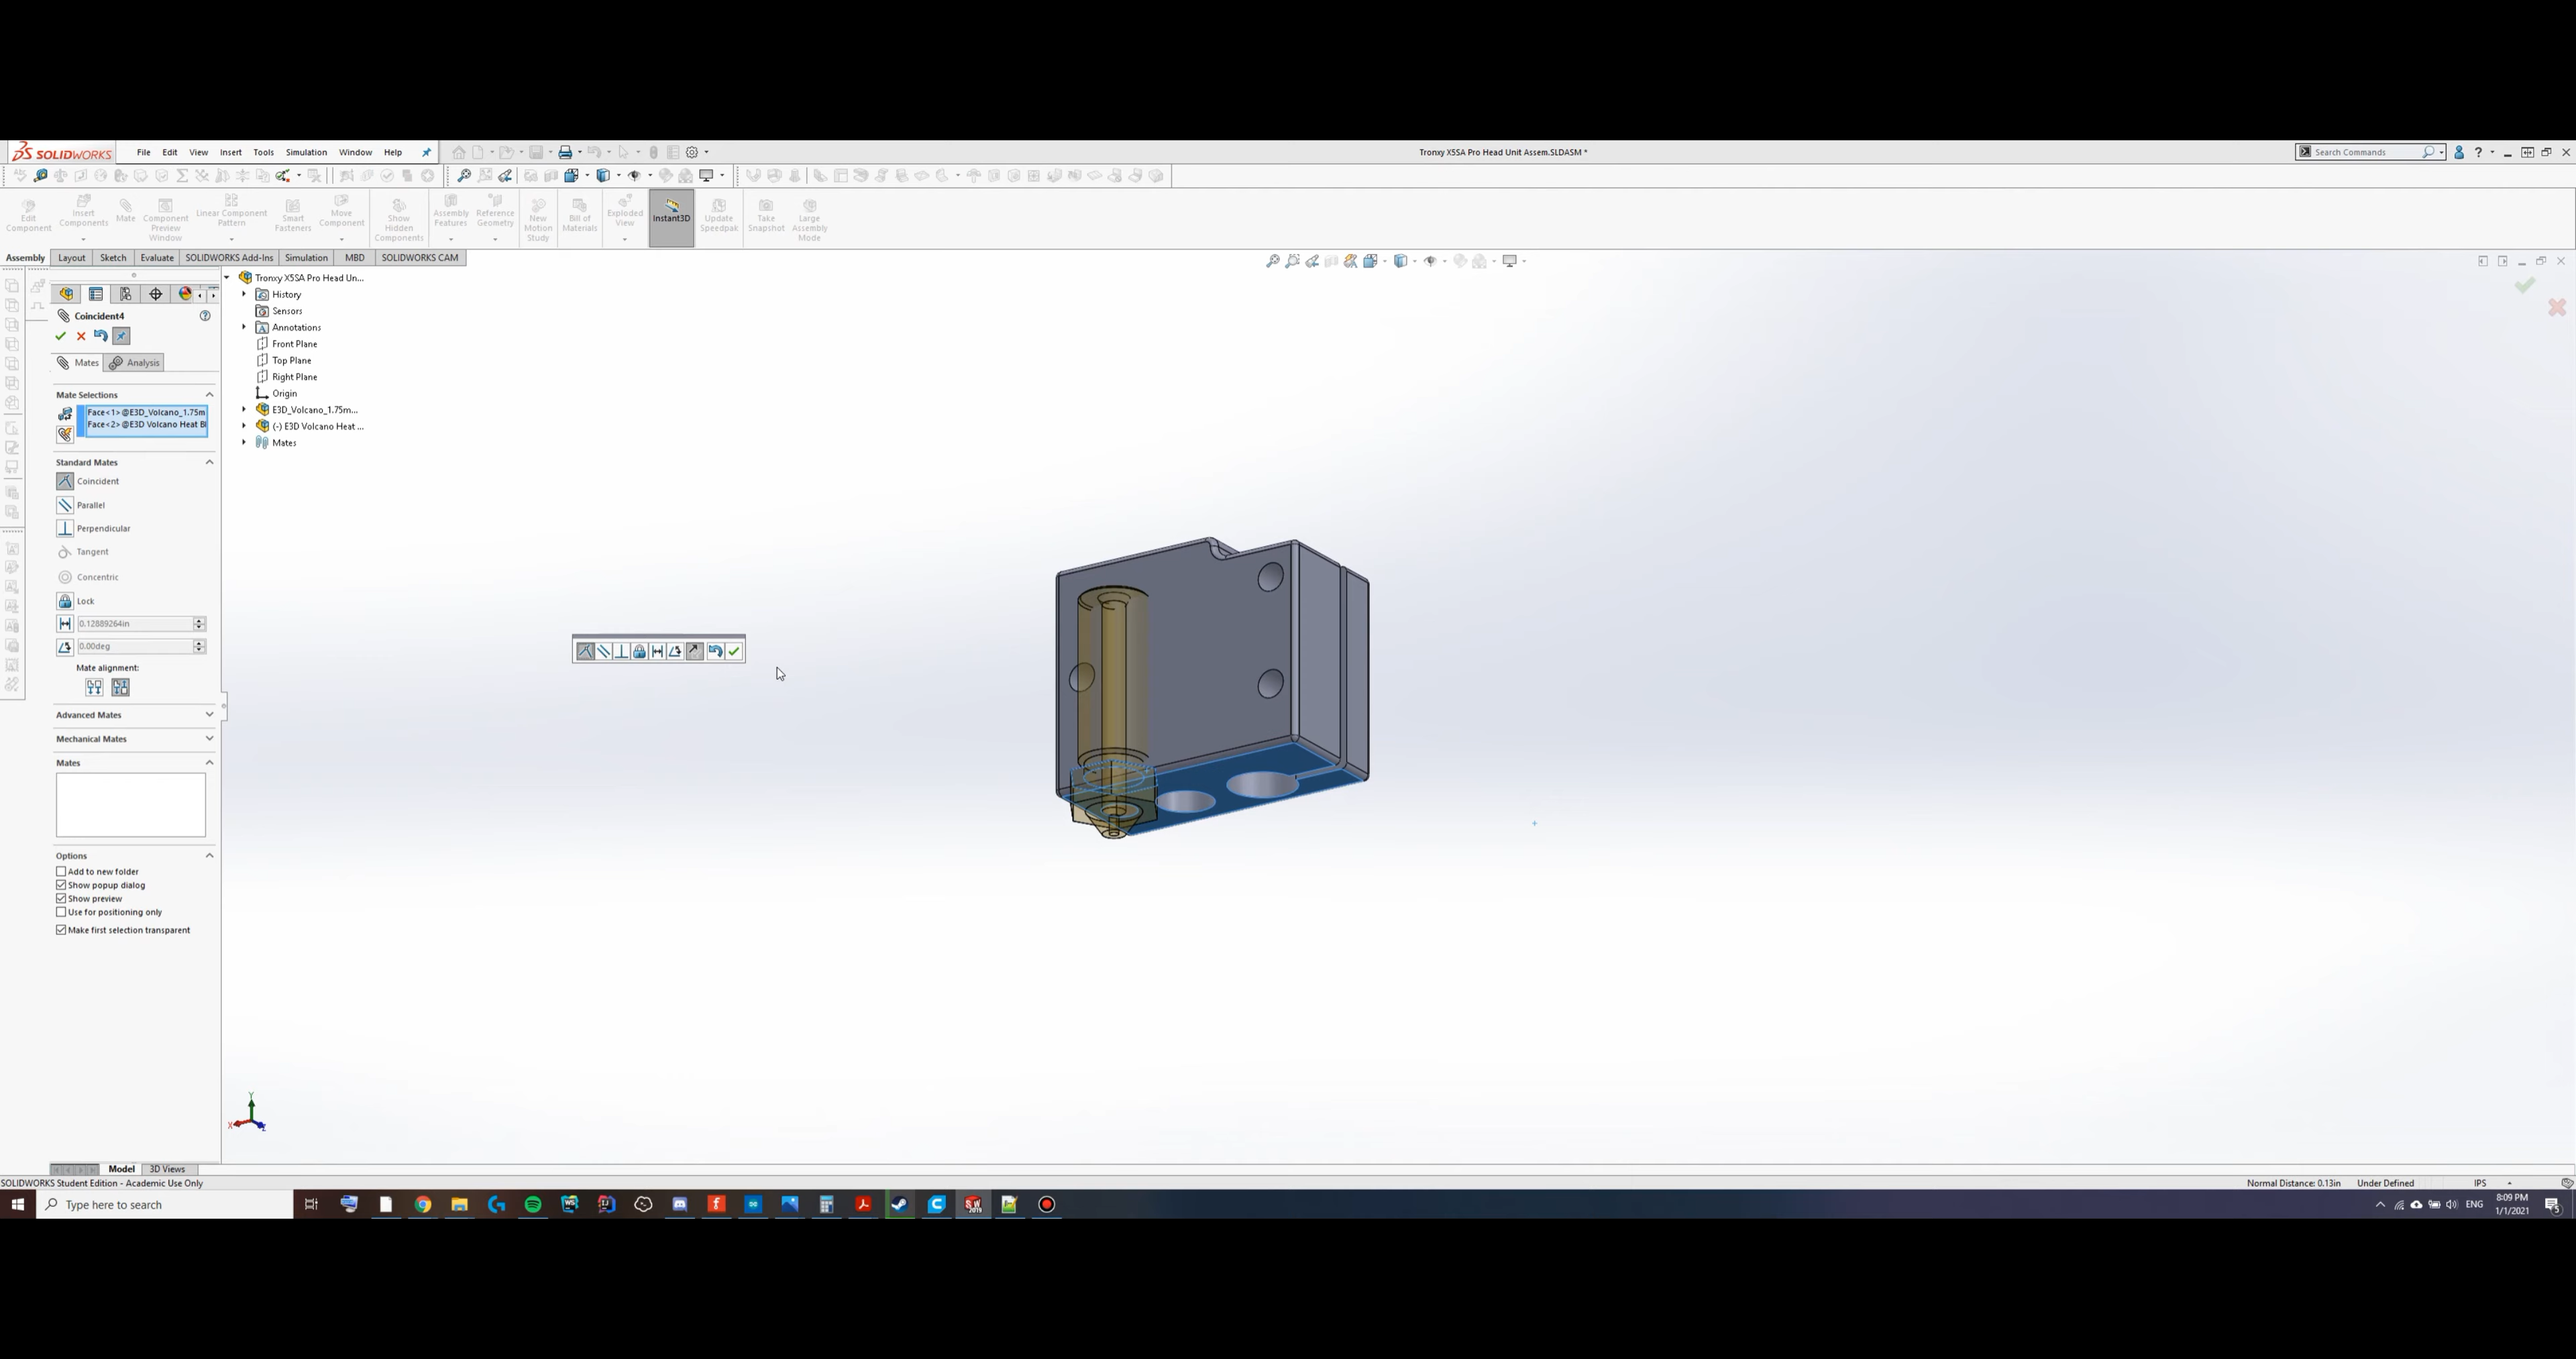 SOLIDWORKS File Edit View Insert Tools Simulation Window Help Tronxy X5SA Pro Head Unit Assem.SLDASM * Search Commands
Edit Component
Insert Components
Mate
Component Preview Window
Linear Component Pattern
Smart Fasteners
Move Component
Show Hidden Components
Assembly Features
Reference Geometry
New Motion Study
Bill of Materials
Exploded View
Instant3D
Update Speedpak
Take Snapshot
Large Assembly Mode
Assembly Layout Sketch Evaluate SOLIDWORKS Add-Ins Simulation MBD SOLIDWORKS CAM
Coincident4
Mates Analysis
Mate Selections
Face<1>@E3D_Volcano_1.75m
Face<2>@E3D Volcano Heat Bl
Standard Mates
Coincident
Parallel
Perpendicular
Tangent
Concentric
Lock
0.12889264in
0.00deg
Mate alignment:
Advanced Mates
Mechanical Mates
Mates
Options
Add to new folder
Show popup dialog
Show preview
Use for positioning only
Make first selection transparent
Tronxy X5SA Pro Head Un...
History
Sensors
Annotations
Front Plane
Top Plane
Right Plane
Origin
E3D_Volcano_1.75m...
(-) E3D Volcano Heat ...
Mates
Y
X
Z
Model 3D Views
SOLIDWORKS Student Edition - Academic Use Only Normal Distance: 0.13in Under Defined IPS
Type here to search ENG 8:09 PM
1/1/2021